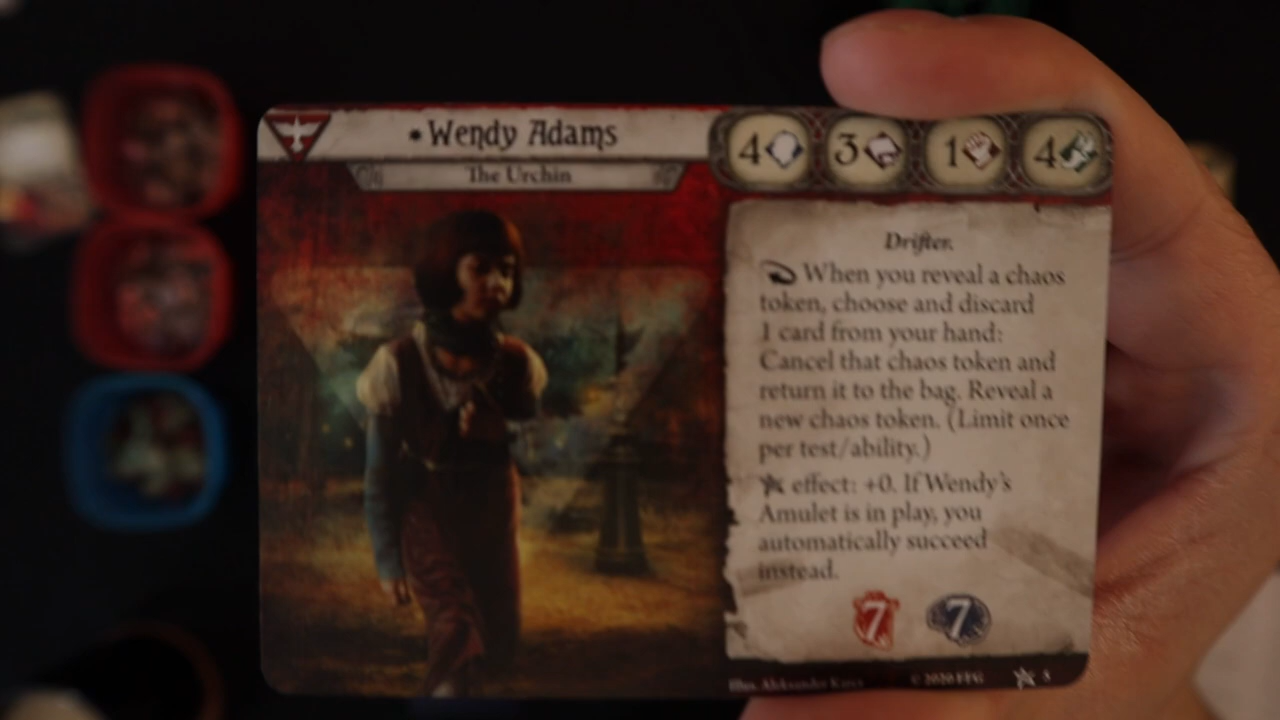 Wendy Adams
The Urchin
4 3 1 4
Drifter.
When you reveal a chaos
token, choose and discard
1 card from your hand:
Cancel that chaos token and
return it to the bag. Reveal a
new chaos token. (Limit once
per test/ability.)
effect: +0. If Wendy's
Amulet is in play, you
automatically succeed
instead.
7 7
Illus. Aleksander © 2020 FFG